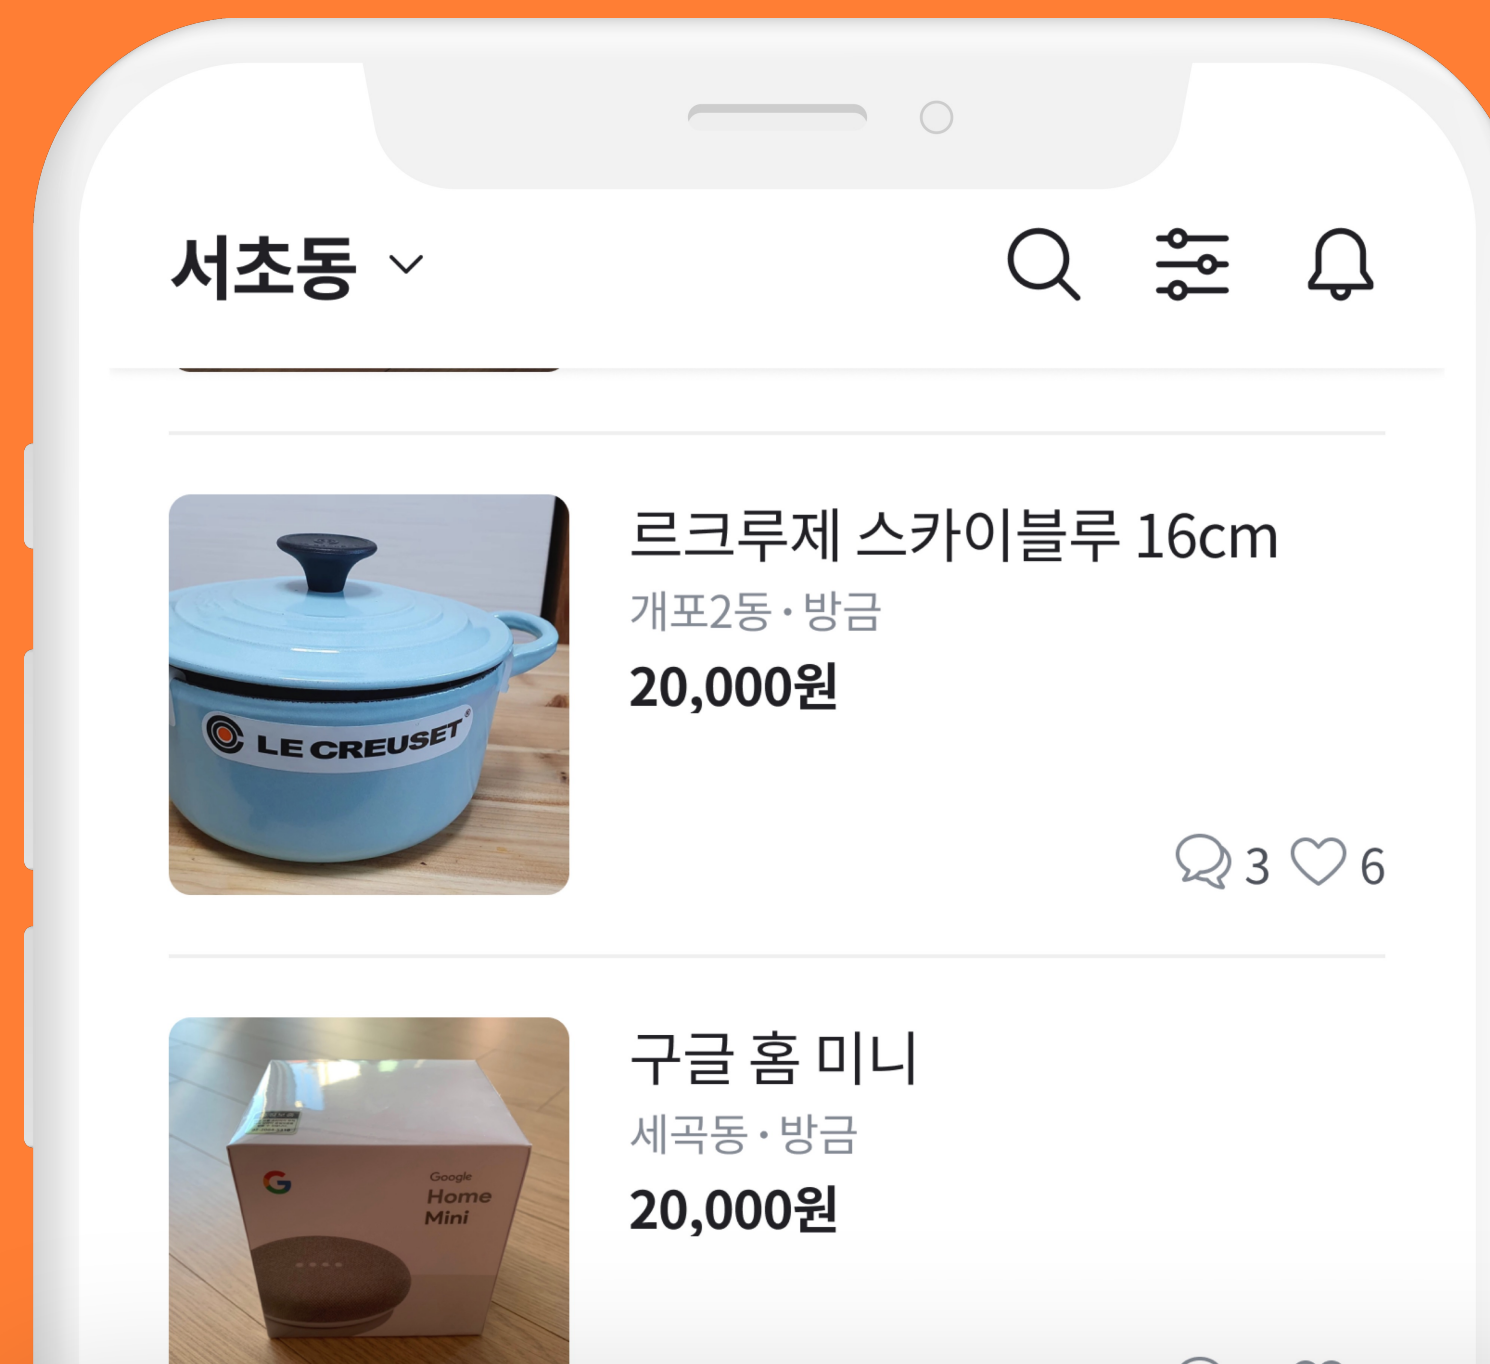 서초동
르크루제 스카이블루 16cm
개포2동 · 방금
20,000원
LE CREUSET®
3 6
구글 홈 미니
세곡동 · 방금
20,000원
G
Google
Home
Mini